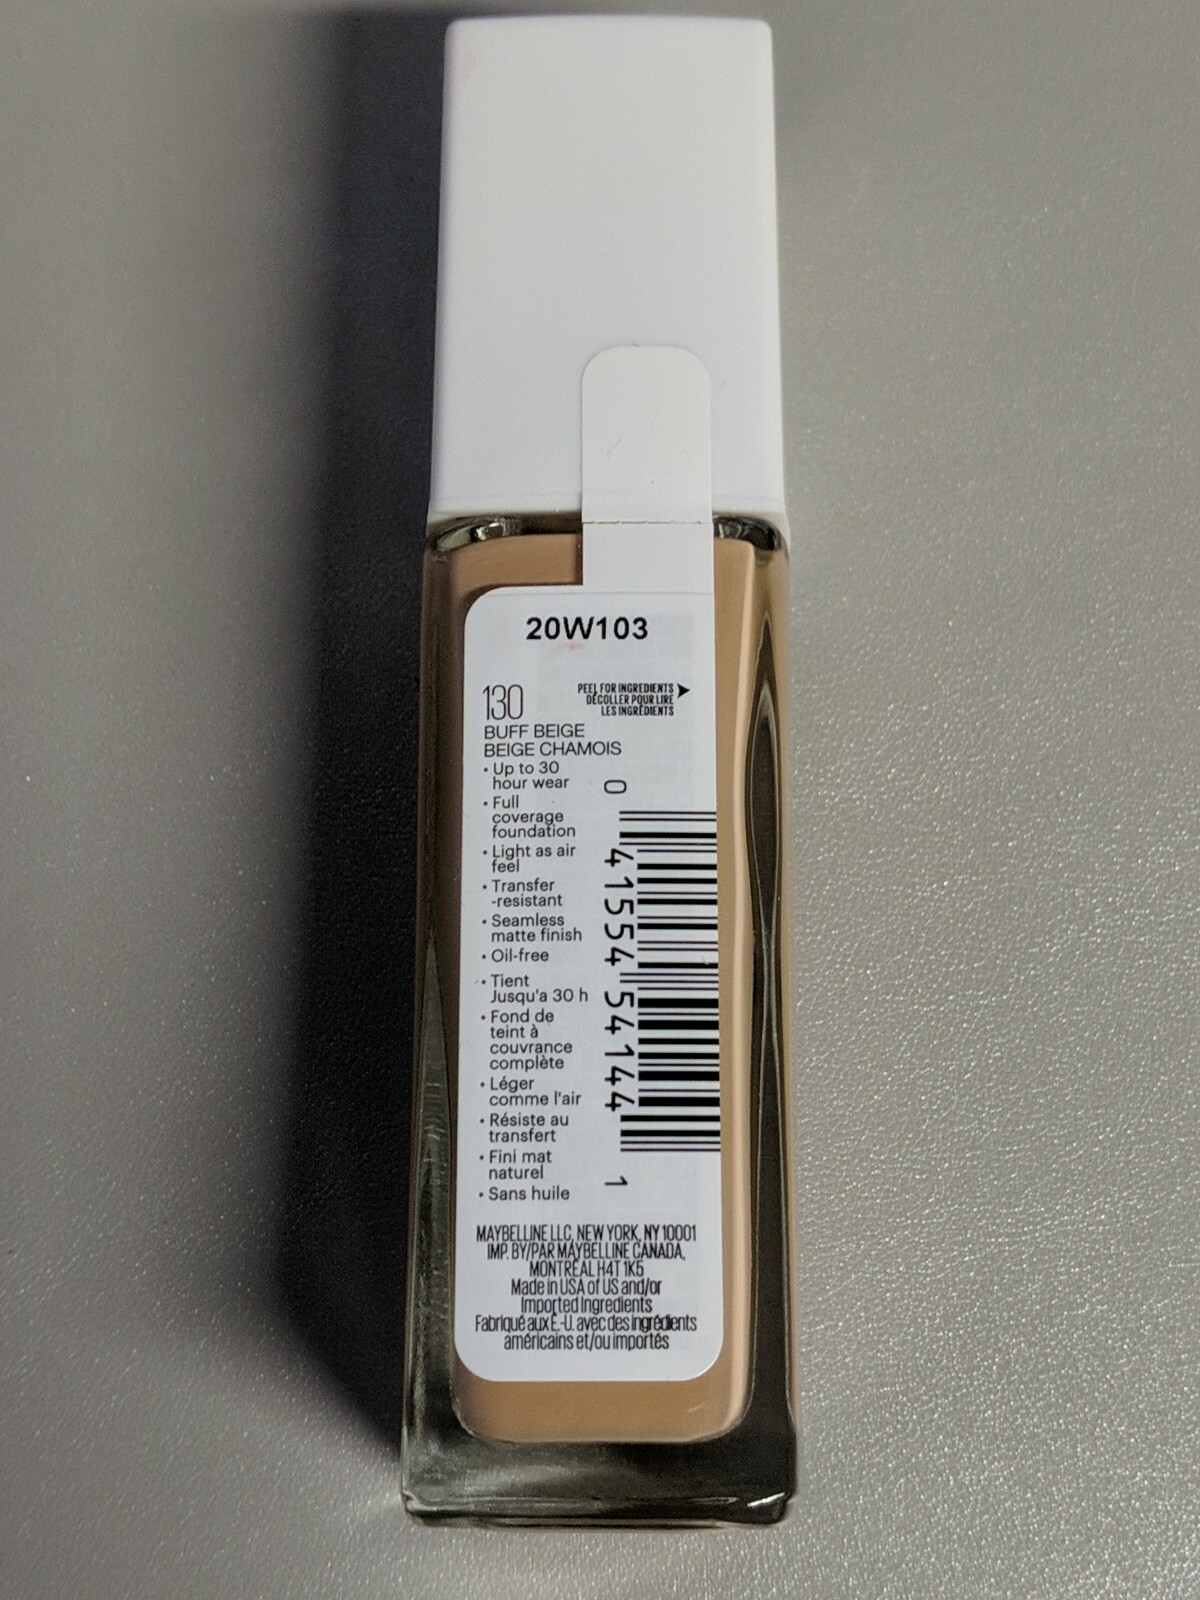 20W103
130
PEEL FOR INGREDIENTS
DÉCOLLER POUR LIRE
LES INGRÉDIENTS
BUFF BEIGE
BEIGE CHAMOIS
• Up to 30
hour wear
• Full
coverage
foundation
• Light as air
feel
• Transfer
-resistant
• Seamless
matte finish
• Oil-free
• Tient
Jusqu'a 30 h
• Fond de
teint à
couvrance
complète
• Léger
comme l'air
• Résiste au
transfert
• Fini mat
naturel
• Sans huile
0 41554 54144 1
MAYBELLINE LLC, NEW YORK, NY 10001
IMP. BY/PAR MAYBELLINE CANADA,
MONTRÉAL H4T 1K5
Made in USA of US and/or
Imported Ingredients
Fabriqué aux É.-U. avec des ingrédients
américains et/ou importés